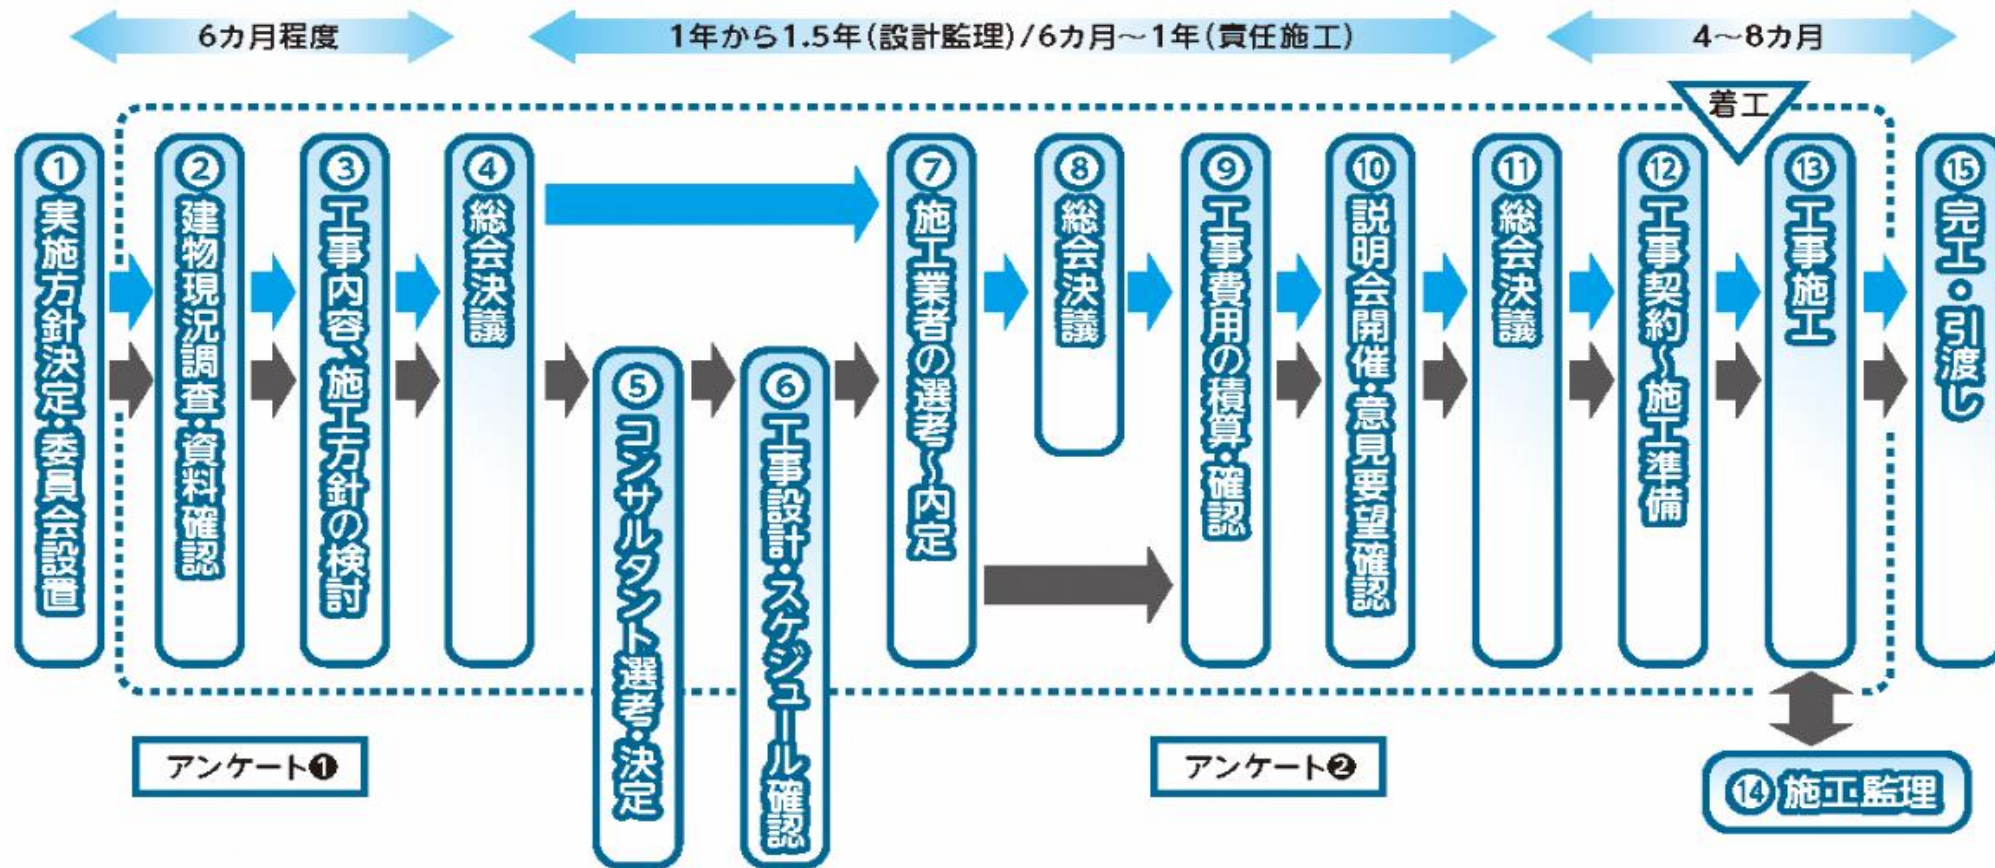 6カ月程度
1年から1.5年(設計監理)/6カ月～1年(責任施工)
4～8カ月
着工
①実施方針決定・委員会設置
②建物現況調査・資料確認
③工事内容、施工方針の検討
④総会決議
⑤コンサルタント選考・決定
⑥工事設計・スケジュール確認
⑦施工業者の選考～内定
⑧総会決議
⑨工事費用の積算・確認
⑩説明会開催・意見要望確認
⑪総会決議
⑫工事契約～施工準備
⑬工事施工
⑮完工・引渡し
アンケート❶
アンケート❷
⑭施工監理